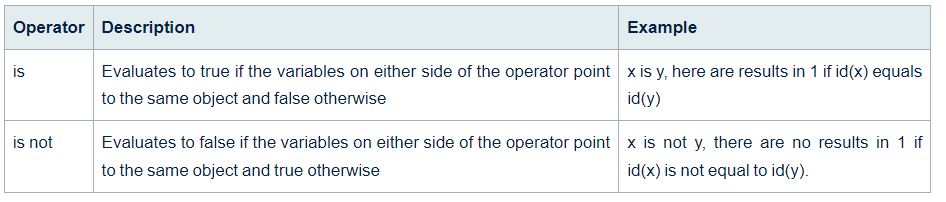 Operator Description Example
is Evaluates to true if the variables on either side of the operator point x is y, here are results in 1 if id(x) equals
to the same object and false otherwise id(y)
is not Evaluates to false if the variables on either side of the operator point x is not y, there are no results in 1 if
to the same object and true otherwise id(x) is not equal to id(y).